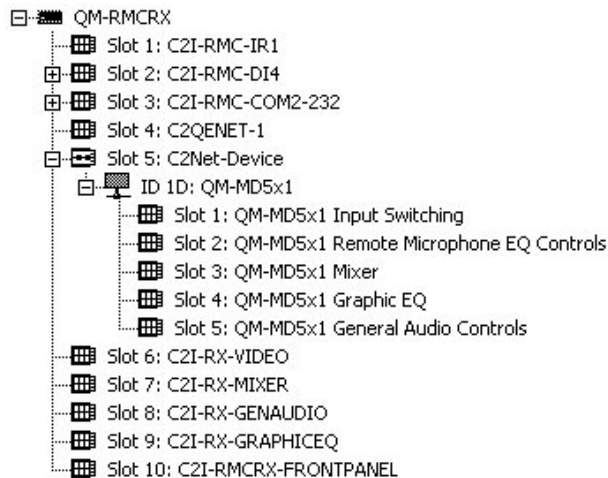 QM-RMCRX
Slot 1: C2I-RMC-IR1
Slot 2: C2I-RMC-DI4
Slot 3: C2I-RMC-COM2-232
Slot 4: C2QENET-1
Slot 5: C2Net-Device
ID 1D: QM-MD5x1
Slot 1: QM-MD5x1 Input Switching
Slot 2: QM-MD5x1 Remote Microphone EQ Controls
Slot 3: QM-MD5x1 Mixer
Slot 4: QM-MD5x1 Graphic EQ
Slot 5: QM-MD5x1 General Audio Controls
Slot 6: C2I-RX-VIDEO
Slot 7: C2I-RX-MIXER
Slot 8: C2I-RX-GENAUDIO
Slot 9: C2I-RX-GRAPHICEQ
Slot 10: C2I-RMCRX-FRONTPANEL